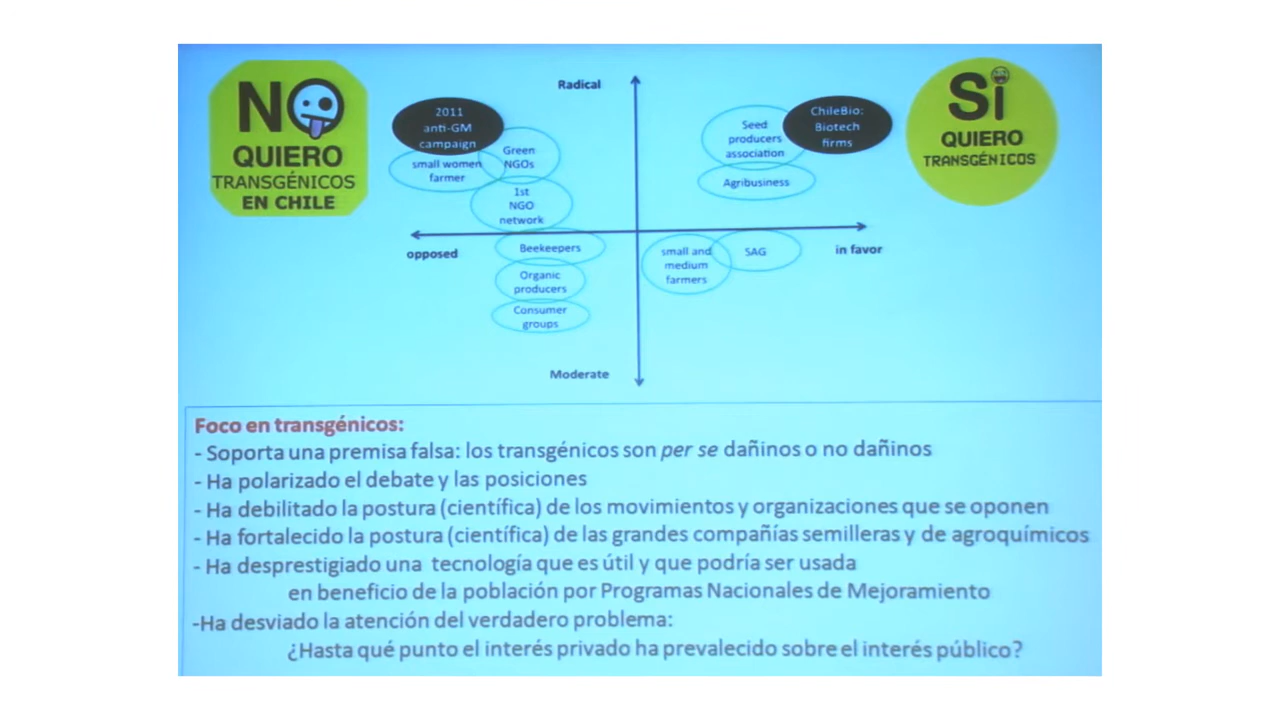 NO
QUIERO
TRANSGÉNICOS
EN CHILE
Radical
2011
anti-GM
campaign
small women
farmer
Green
NGOs
1st
NGO
network
opposed
Beekeepers
Organic
producers
Consumer
groups
Moderate
Seed
producers
association
ChileBio:
Biotech
firms
Agribusiness
small and
medium
farmers
SAG
in favor
Sí
QUIERO
TRANSGÉNICOS
Foco en transgénicos:
- Soporta una premisa falsa: los transgénicos son per se dañinos o no dañinos
- Ha polarizado el debate y las posiciones
- Ha debilitado la postura (científica) de los movimientos y organizaciones que se oponen
- Ha fortalecido la postura (científica) de las grandes compañías semilleras y de agroquímicos
- Ha desprestigiado una tecnología que es útil y que podría ser usada
en beneficio de la población por Programas Nacionales de Mejoramiento
-Ha desviado la atención del verdadero problema:
¿Hasta qué punto el interés privado ha prevalecido sobre el interés público?